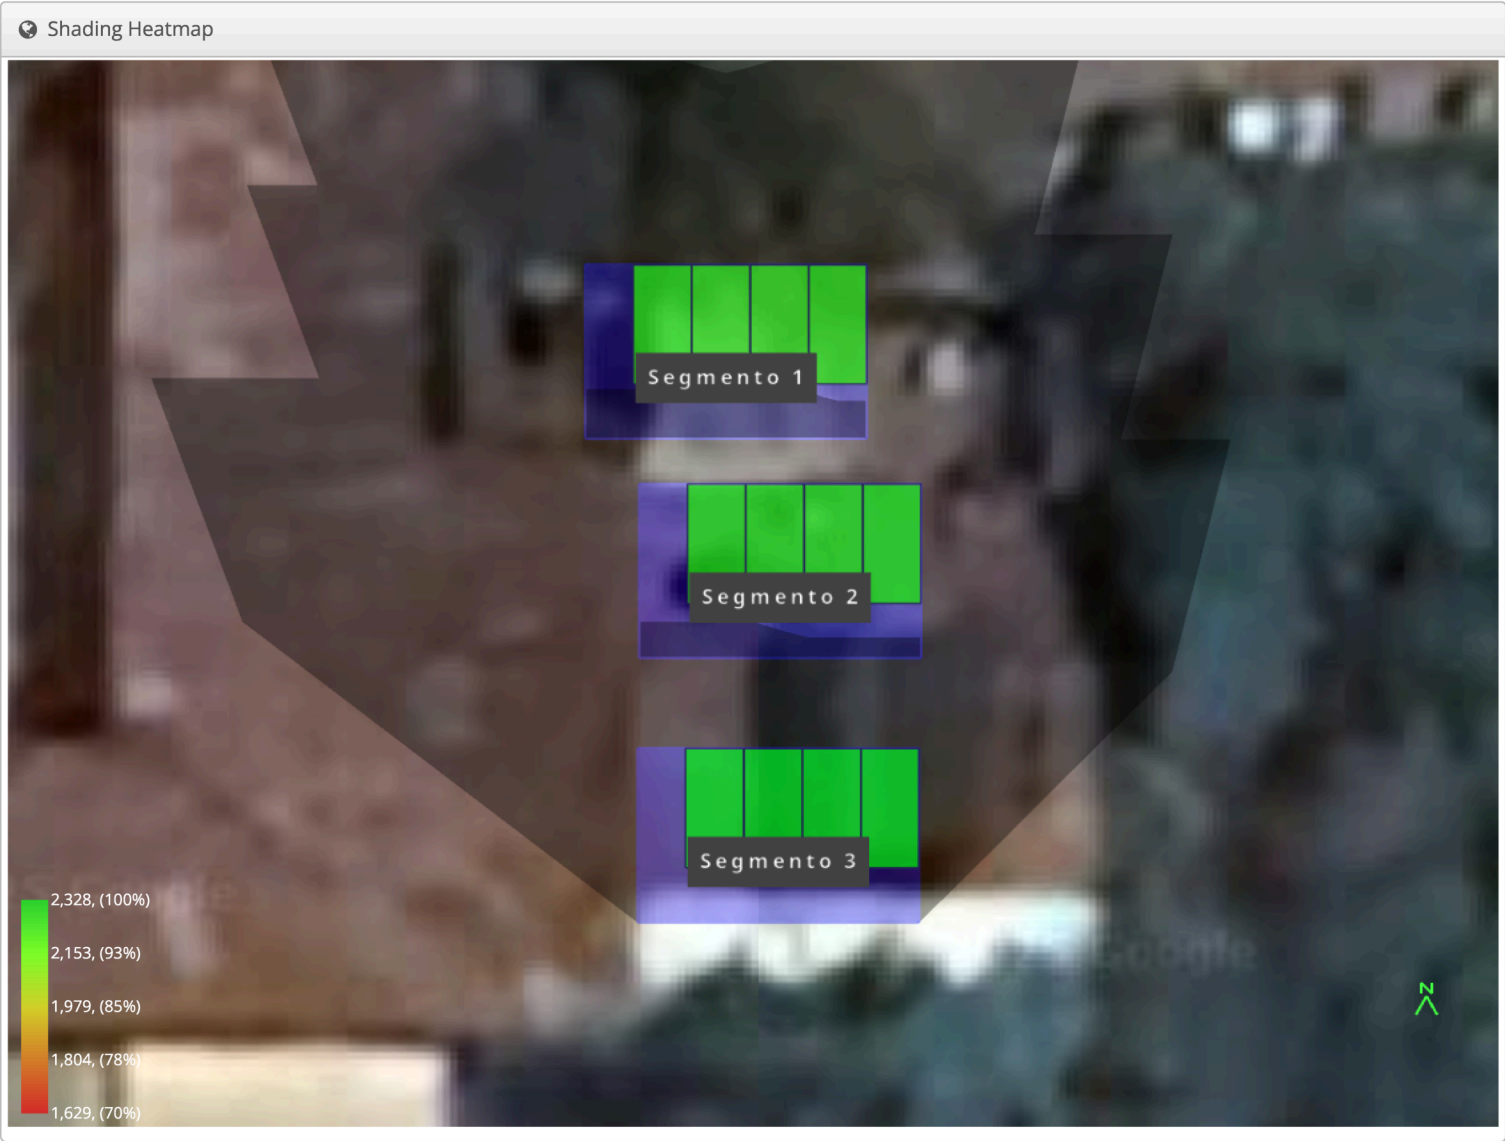 Shading Heatmap
Segmento 1
Segmento 2
Segmento 3
2,328, (100%)
2,153, (93%)
1,979, (85%)
1,804, (78%)
1,629, (70%)
Google
N